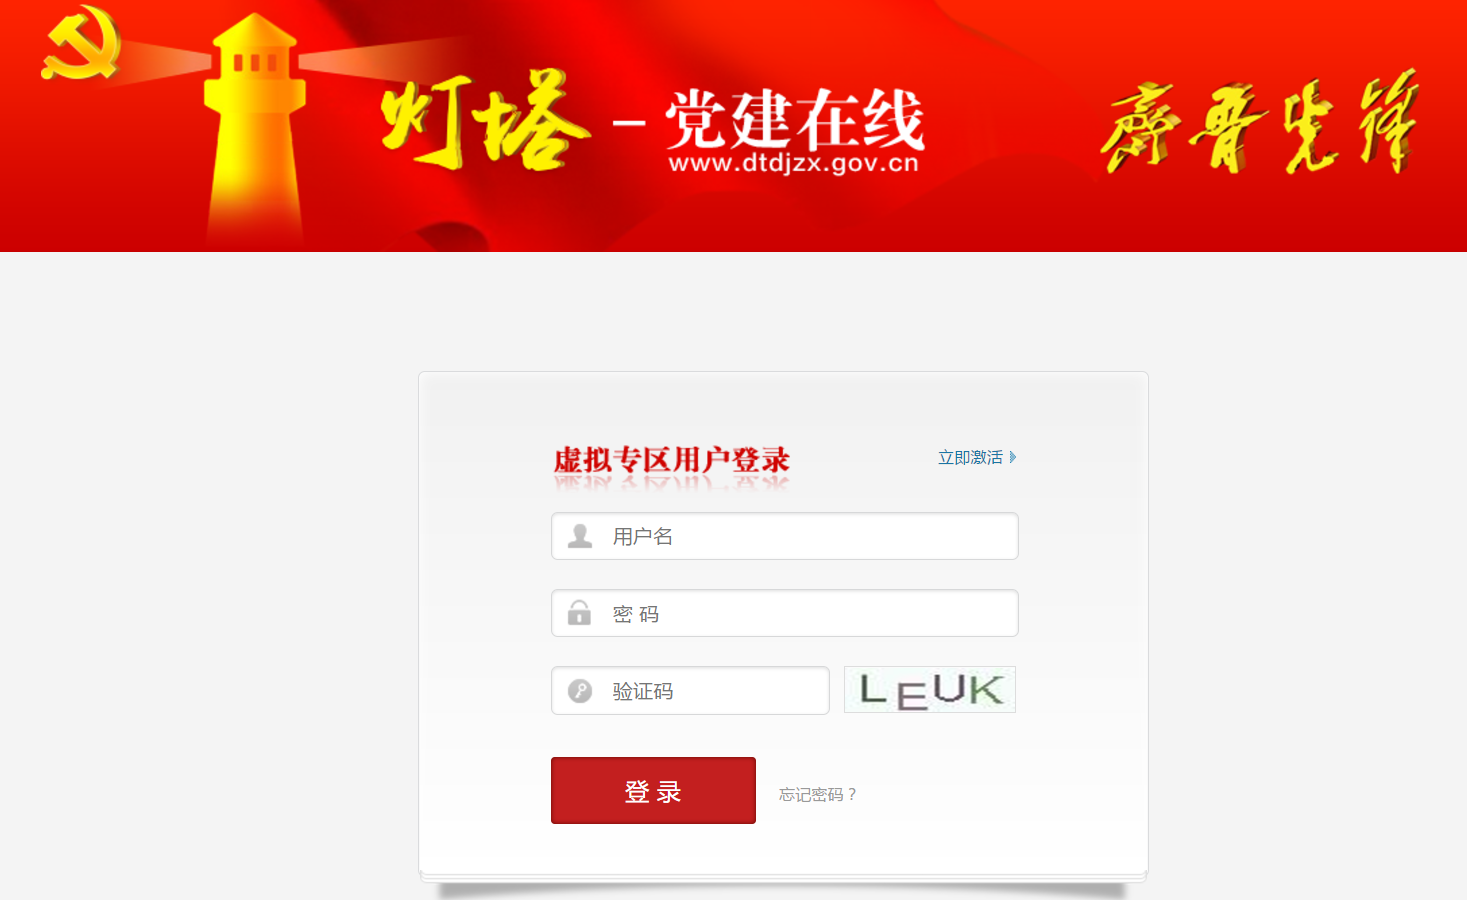 灯塔－党建在线
www.dtdjzx.gov.cn
齊晋先锋
虚拟专区用户登录
立即激活
用户名
密 码
验证码
LEUK
登 录
忘记密码？